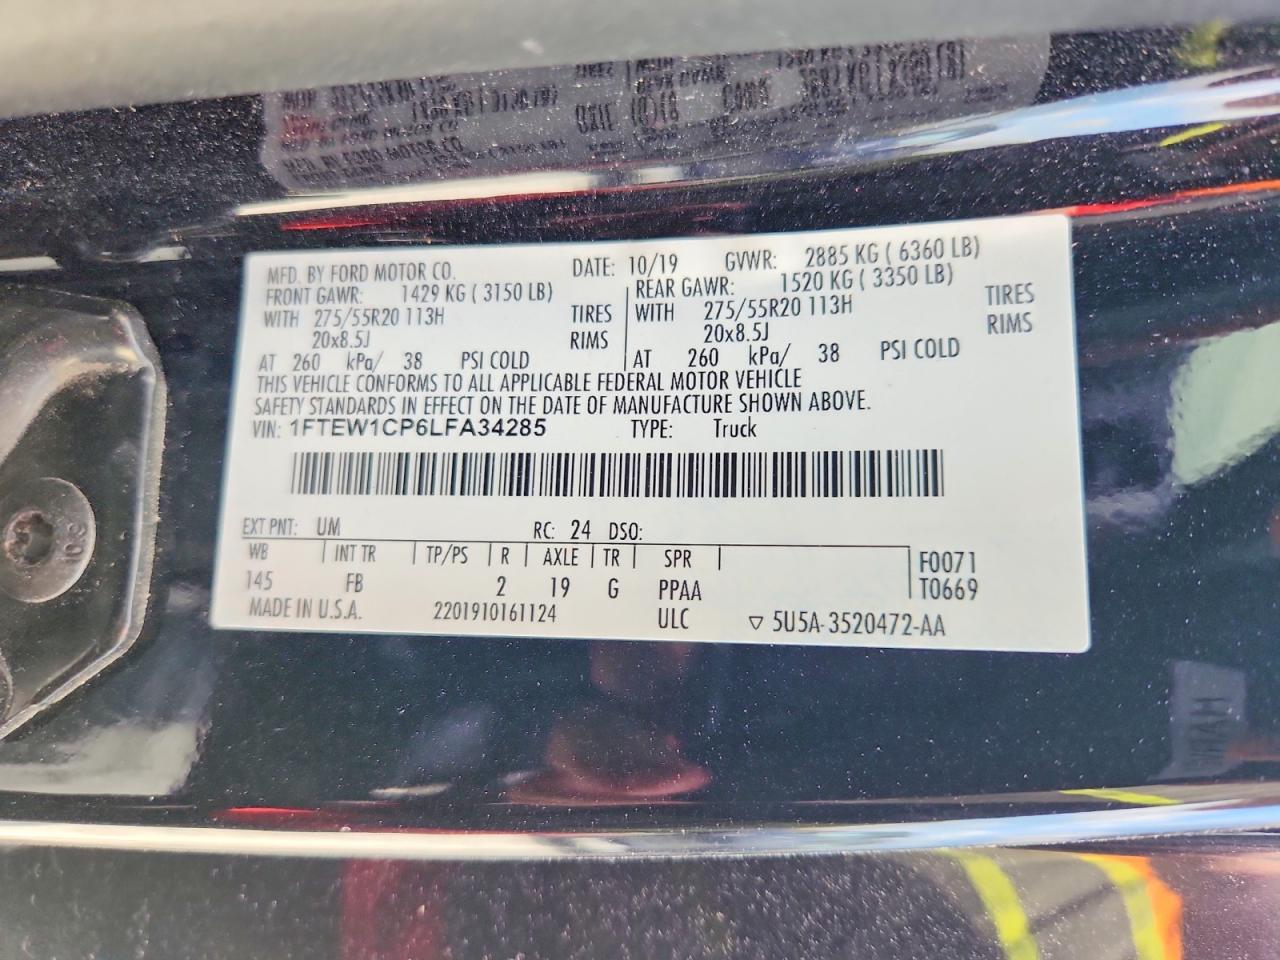 MFD. BY FORD MOTOR CO. DATE: 10/19 GVWR: 2885 KG ( 6360 LB)
FRONT GAWR: 1429 KG ( 3150 LB) REAR GAWR: 1520 KG ( 3350 LB)
WITH 275/55R20 113H TIRES WITH 275/55R20 113H TIRES
20x8.5J RIMS 20x8.5J RIMS
AT 260 kPa/ 38 PSI COLD AT 260 kPa/ 38 PSI COLD
THIS VEHICLE CONFORMS TO ALL APPLICABLE FEDERAL MOTOR VEHICLE
SAFETY STANDARDS IN EFFECT ON THE DATE OF MANUFACTURE SHOWN ABOVE.
VIN: 1FTEW1CP6LFA34285 TYPE: Truck
EXT PNT: UM RC: 24 DSO:
WB INT TR TP/PS R AXLE TR SPR F0071
145 FB 2 19 G PPAA T0669
MADE IN U.S.A. 2201910161124 ULC ▽ 5U5A-3520472-AA